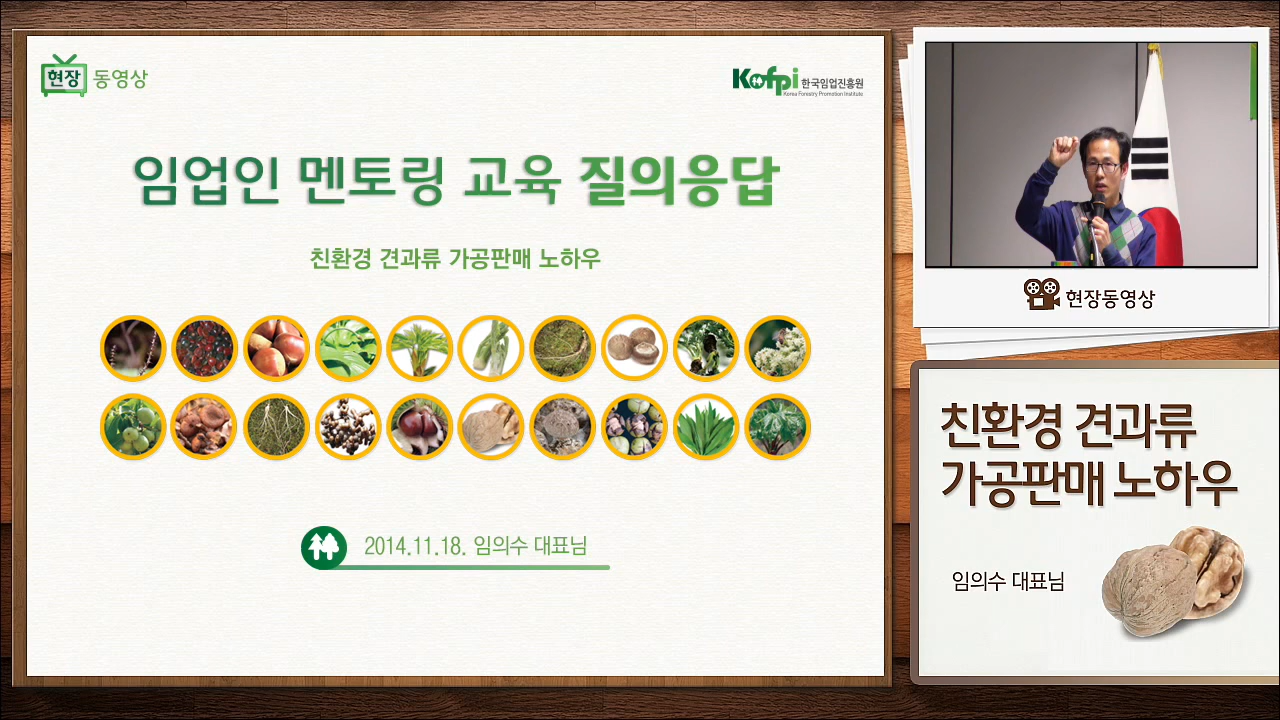 현장 동영상
Kofpi 한국임업진흥원
Korea Forestry Promotion Institute
임업인 멘토링 교육 질의응답
친환경 견과류 가공판매 노하우
2014.11.18. 임의수 대표님
현장동영상
친환경 견과류
가공판매 노하우
임의수 대표님